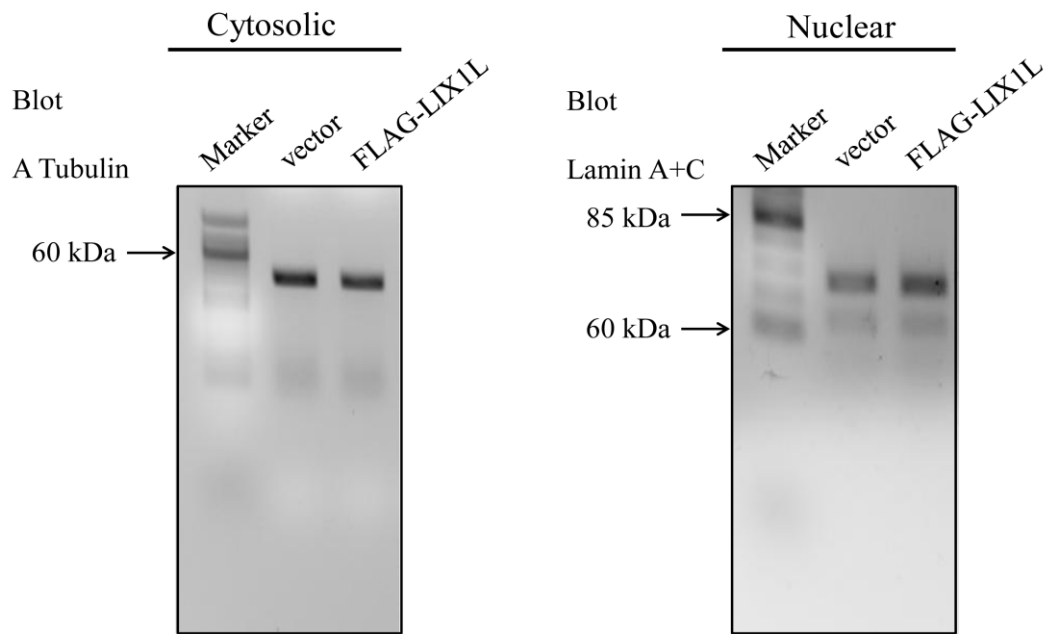 Cytosolic
Blot
A Tubulin
Marker
vector
FLAG-LIX1L
60 kDa
Nuclear
Blot
Lamin A+C
Marker
vector
FLAG-LIX1L
85 kDa
60 kDa